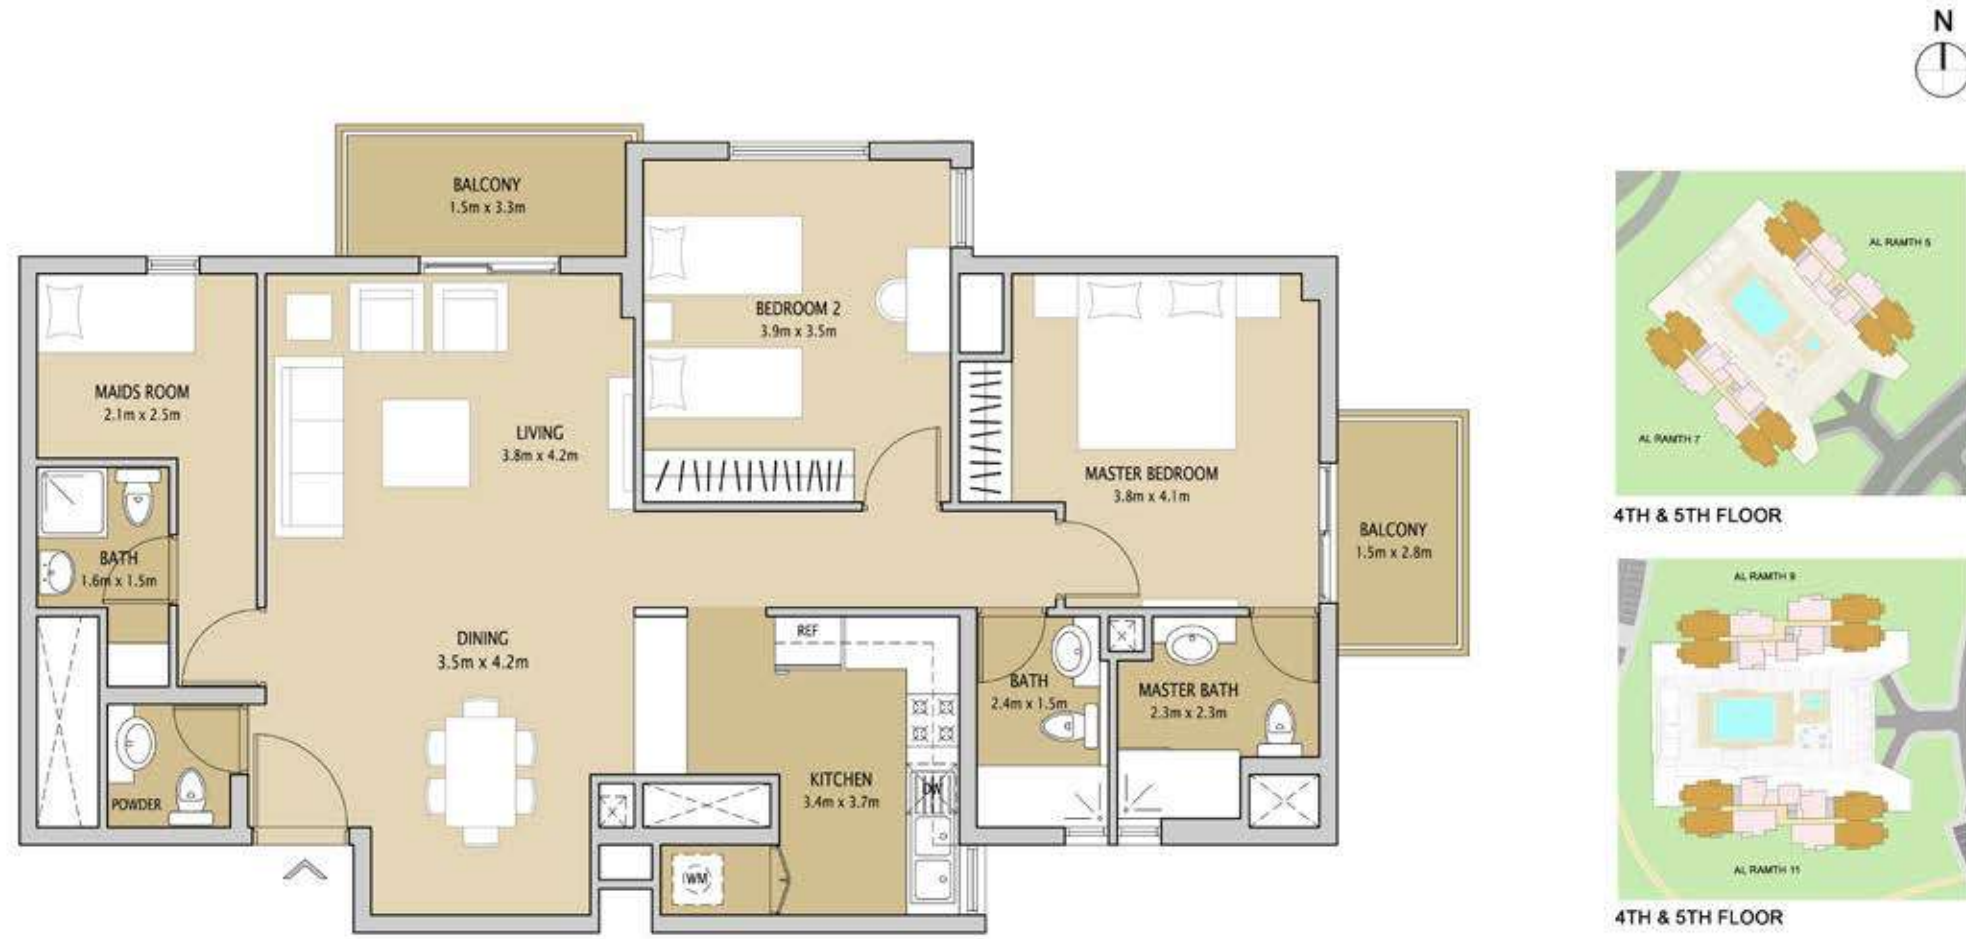 N
BALCONY
1.5m x 3.3m
BEDROOM 2
3.9m x 3.5m
MAIDS ROOM
2.1m x 2.5m
LIVING
3.8m x 4.2m
MASTER BEDROOM
3.8m x 4.1m
BALCONY
1.5m x 2.8m
BATH
1.6m x 1.5m
DINING
3.5m x 4.2m
REF
BATH
2.4m x 1.5m
MASTER BATH
2.3m x 2.3m
KITCHEN
3.4m x 3.7m
DW
POWDER
WM
AL RAMTH 5
AL RAMTH 7
4TH & 5TH FLOOR
AL RAMTH 9
AL RAMTH 11
4TH & 5TH FLOOR